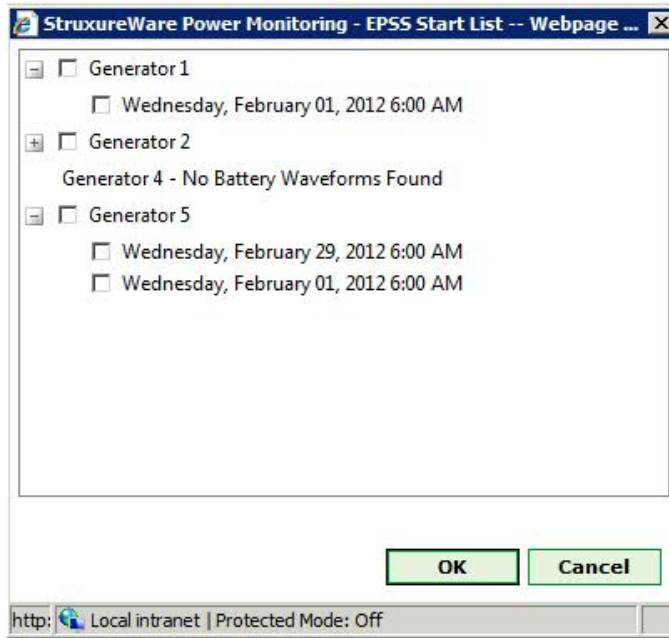 StruxureWare Power Monitoring - EPSS Start List -- Webpage ...
Generator 1
Wednesday, February 01, 2012 6:00 AM
Generator 2
Generator 4 - No Battery Waveforms Found
Generator 5
Wednesday, February 29, 2012 6:00 AM
Wednesday, February 01, 2012 6:00 AM
OK Cancel
http: Local intranet | Protected Mode: Off